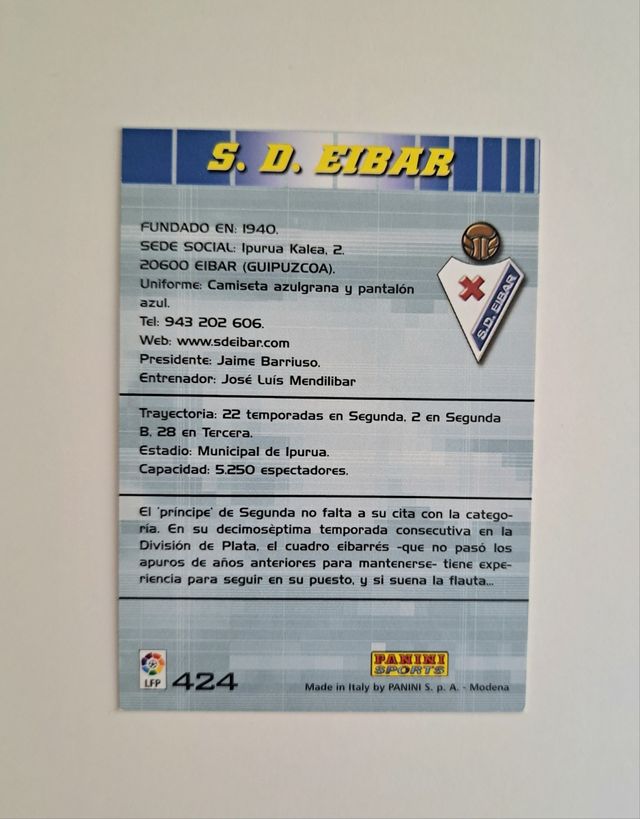 S. D. EIBAR
FUNDADO EN: 1940.
SEDE SOCIAL: Ipurua Kalea, 2.
20600 EIBAR (GUIPUZCOA).
Uniforme: Camiseta azulgrana y pantalón
azul.
Tel: 943 202 606.
Web: www.sdeibar.com
Presidente: Jaime Barriuso.
Entrenador: José Luís Mendilibar
S.D. EIBAR
Trayectoria: 22 temporadas en Segunda, 2 en Segunda
B, 28 en Tercera.
Estadio: Municipal de Ipurua.
Capacidad: 5.250 espectadores.
El 'príncipe' de Segunda no falta a su cita con la catego-
ría. En su decimosèptima temporada consecutiva en la
División de Plata, el cuadro eibarrés -que no pasó los
apuros de años anteriores para mantenerse- tiene expe-
riencia para seguir en su puesto, y si suena la flauta...
LFP 424
PANINI
SPORTS
Made in Italy by PANINI S. p. A. - Modena